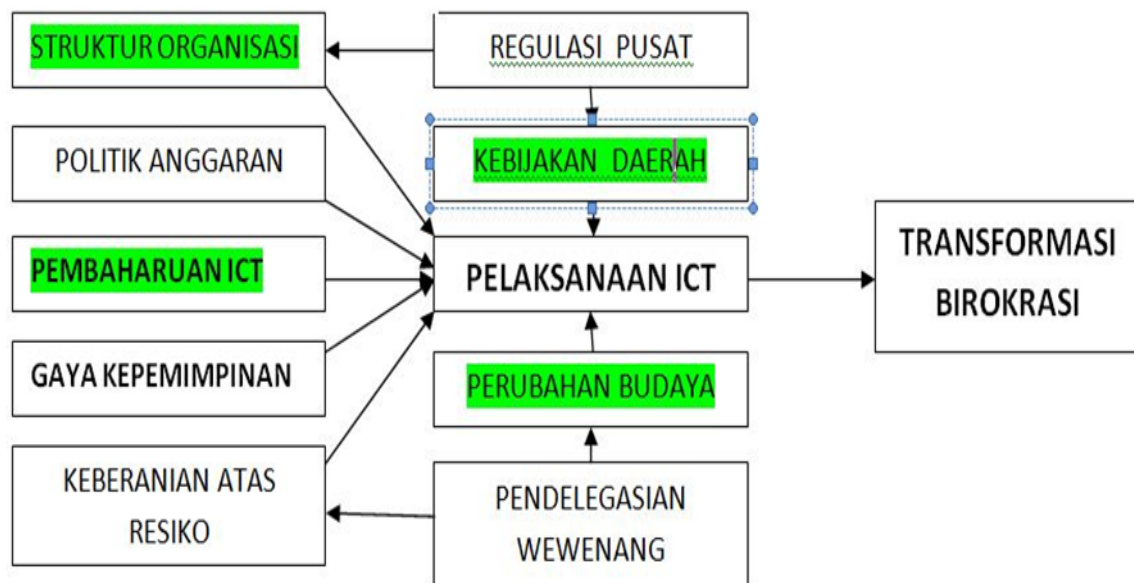 STRUKTUR ORGANISASI
REGULASI PUSAT
POLITIK ANGGARAN
KEBIJAKAN DAERAH
PEMBAHARUAN ICT
PELAKSANAAN ICT
TRANSFORMASI
BIROKRASI
GAYA KEPEMIMPINAN
PERUBAHAN BUDAYA
KEBERANIAN ATAS
RESIKO
PENDELEGASIAN
WEWENANG